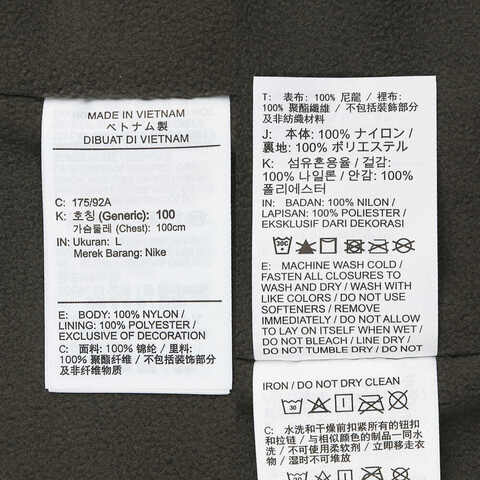 MADE IN VIETNAM
ベトナム製
DIBUAT DI VIETNAM
C: 175/92A
K: 호칭 (Generic): 100
가슴둘레 (Chest): 100cm
IN: Ukuran: L
Merek Barang: Nike
E: BODY: 100% NYLON /
LINING: 100% POLYESTER /
EXCLUSIVE OF DECORATION
C: 面料: 100% 锦纶 / 里料:
100% 聚酯纤维 / 不包括装饰部分
及非纺织物质
T: 表布: 100% 尼龍 / 裡布:
100% 聚酯纖維 / 不包括裝飾部分
及非紡織材料
J: 本体: 100% ナイロン /
裏地: 100% ポリエステル
K: 섬유혼용율 / 겉감:
100% 나일론 / 안감: 100%
폴리에스터
IN: BADAN: 100% NILON /
LAPISAN: 100% POLIESTER /
EKSKLUSIF DARI DEKORASI
E: MACHINE WASH COLD /
FASTEN ALL CLOSURES TO
WASH AND DRY / WASH WITH
LIKE COLORS / DO NOT USE
SOFTENERS / REMOVE
IMMEDIATELY / DO NOT ALLOW
TO LAY ON ITSELF WHEN WET /
DO NOT BLEACH / LINE DRY /
DO NOT TUMBLE DRY / DO NOT
IRON / DO NOT DRY CLEAN
30
C: 水洗和干燥前扣紧所有的钮扣
和拉链 / 与相似颜色的制品一同水
洗 / 不可使用柔软剂 / 立即移走衣
物 / 湿时不可堆叠